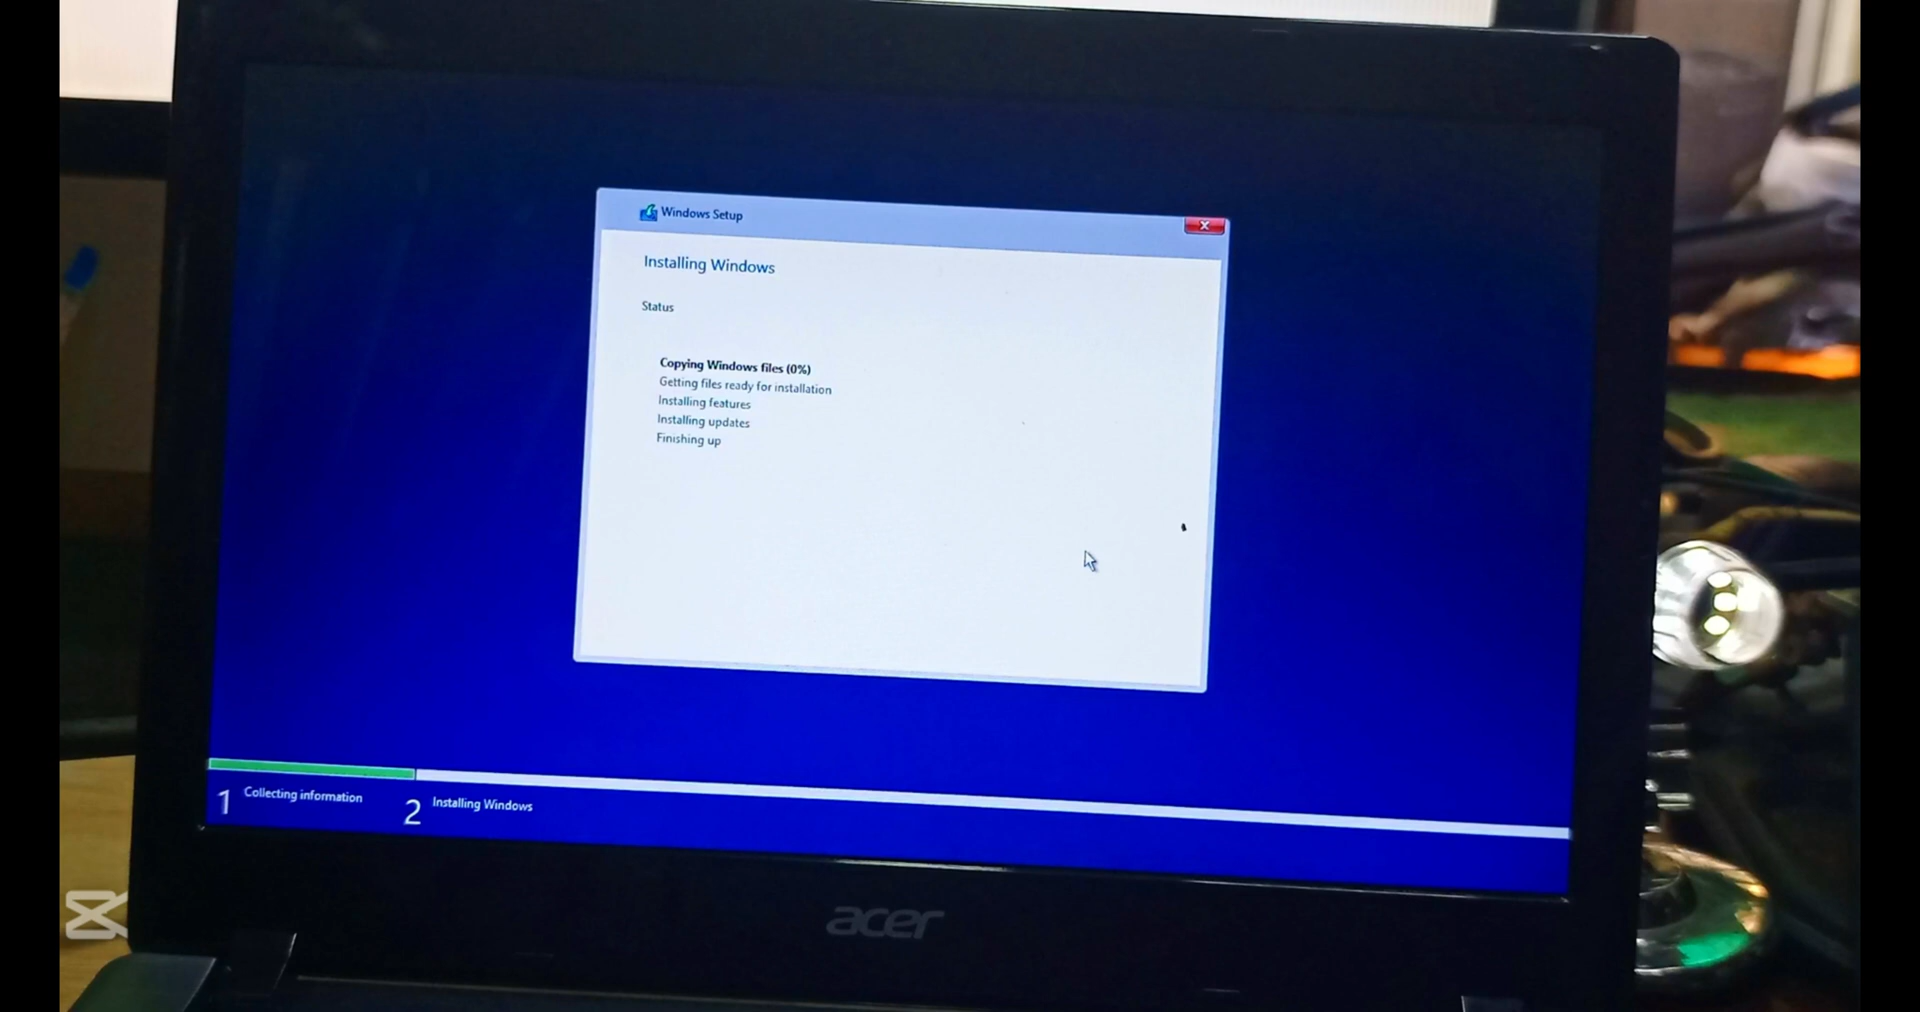 Windows Setup
Installing Windows
Status
Copying Windows files (0%)
Getting files ready for installation
Installing features
Installing updates
Finishing up
1 Collecting information
2 Installing Windows
acer